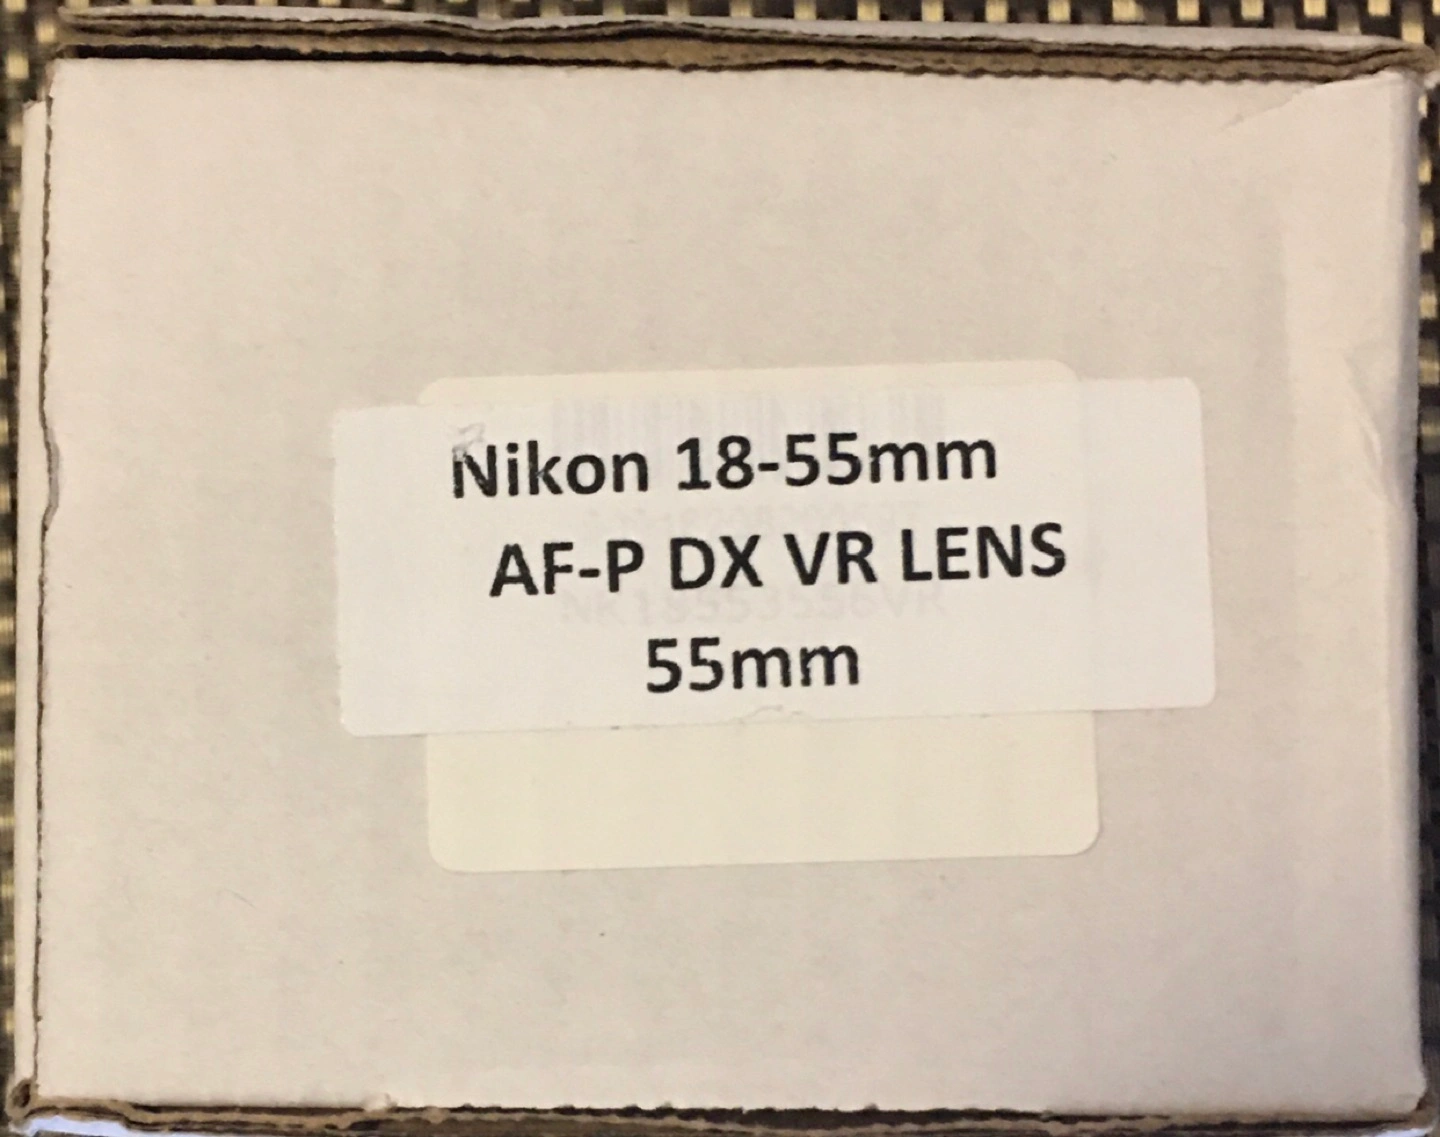 Nikon 18-55mm
AF-P DX VR LENS
55mm